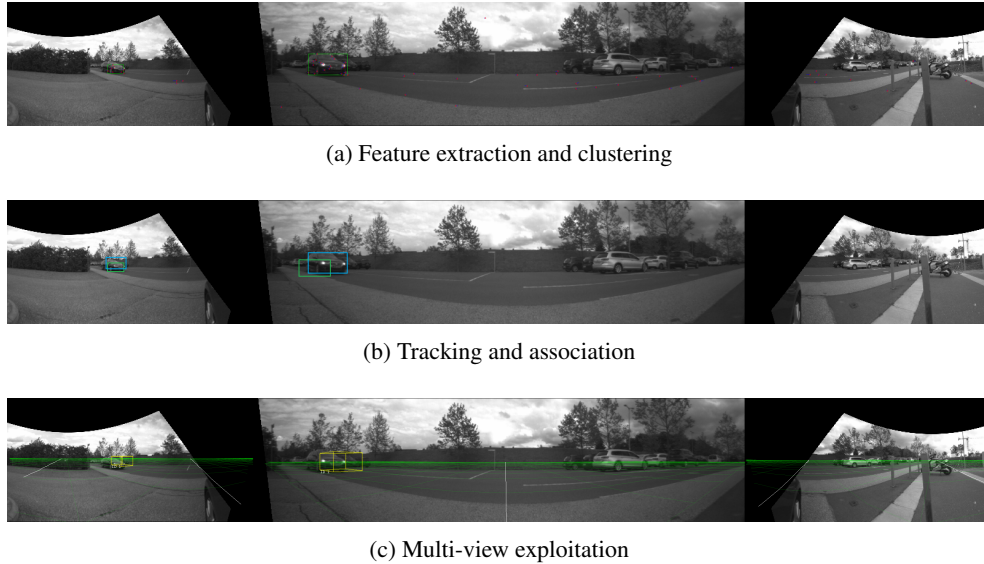 (a) Feature extraction and clustering
(b) Tracking and association
(c) Multi-view exploitation